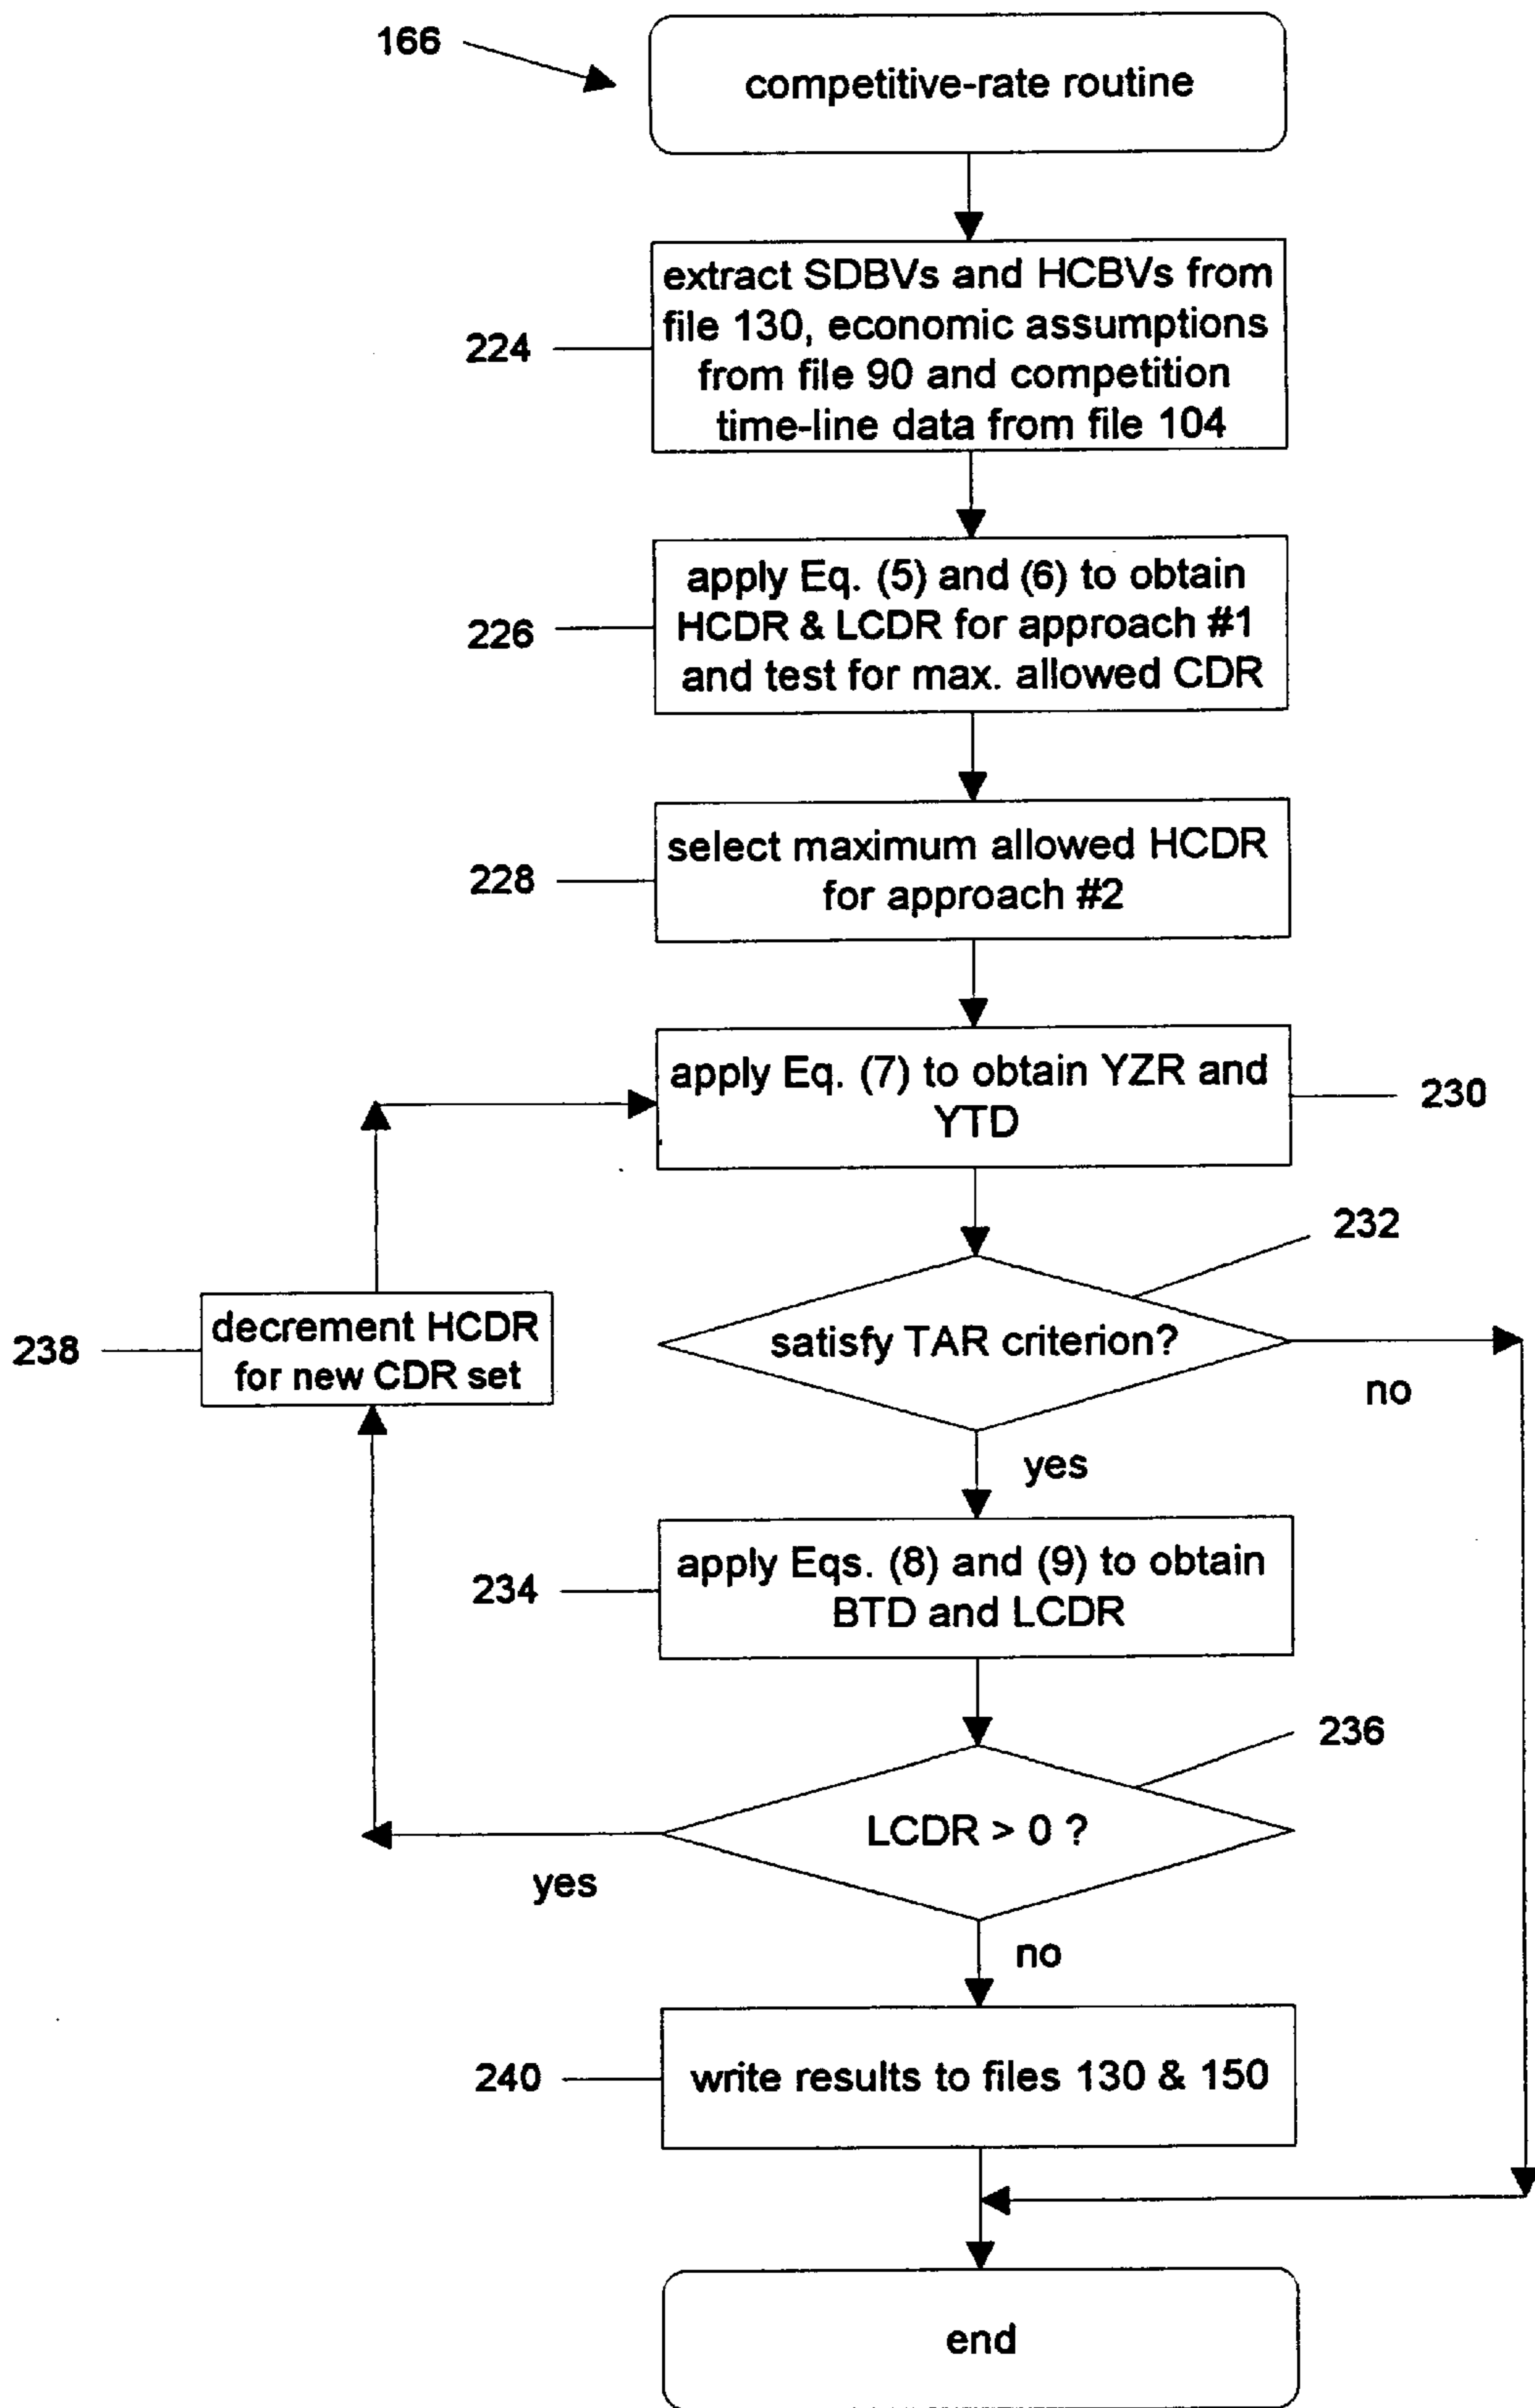 166
competitive-rate routine
224
extract SDBVs and HCBVs from
file 130, economic assumptions
from file 90 and competition
time-line data from file 104
226
apply Eq. (5) and (6) to obtain
HCDR & LCDR for approach #1
and test for max. allowed CDR
228
select maximum allowed HCDR
for approach #2
apply Eq. (7) to obtain YZR and
YTD
230
232
238
decrement HCDR
for new CDR set
satisfy TAR criterion?
no
yes
234
apply Eqs. (8) and (9) to obtain
BTD and LCDR
236
LCDR > 0 ?
yes
no
240
write results to files 130 & 150
end